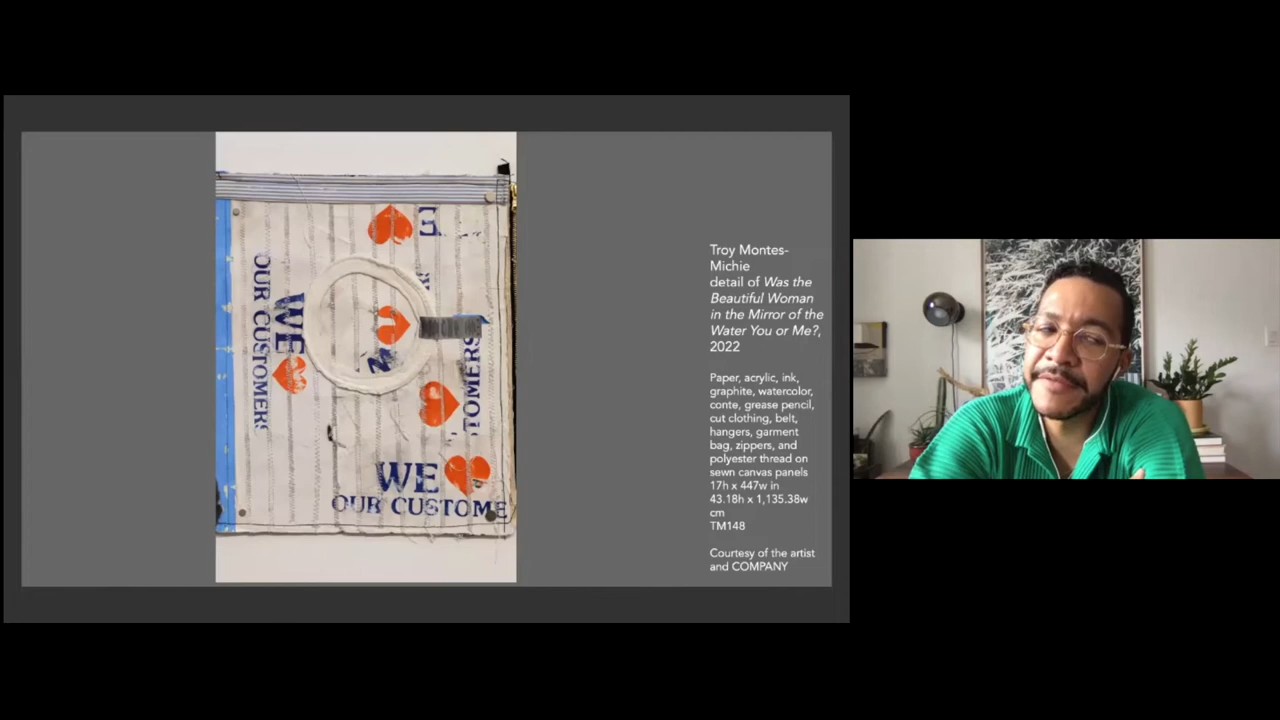 E
OUR CUSTOMER
WE
TOMERS
WE
OUR CUSTOME
Troy Montes-
Michie
detail of Was the
Beautiful Woman
in the Mirror of the
Water You or Me?,
2022
Paper, acrylic, ink,
graphite, watercolor,
conte, grease pencil,
cut clothing, belt,
hangers, garment
bag, zippers, and
polyester thread on
sewn canvas panels
17h x 447w in
43.18h x 1,135.38w
cm
TM148
Courtesy of the artist
and COMPANY